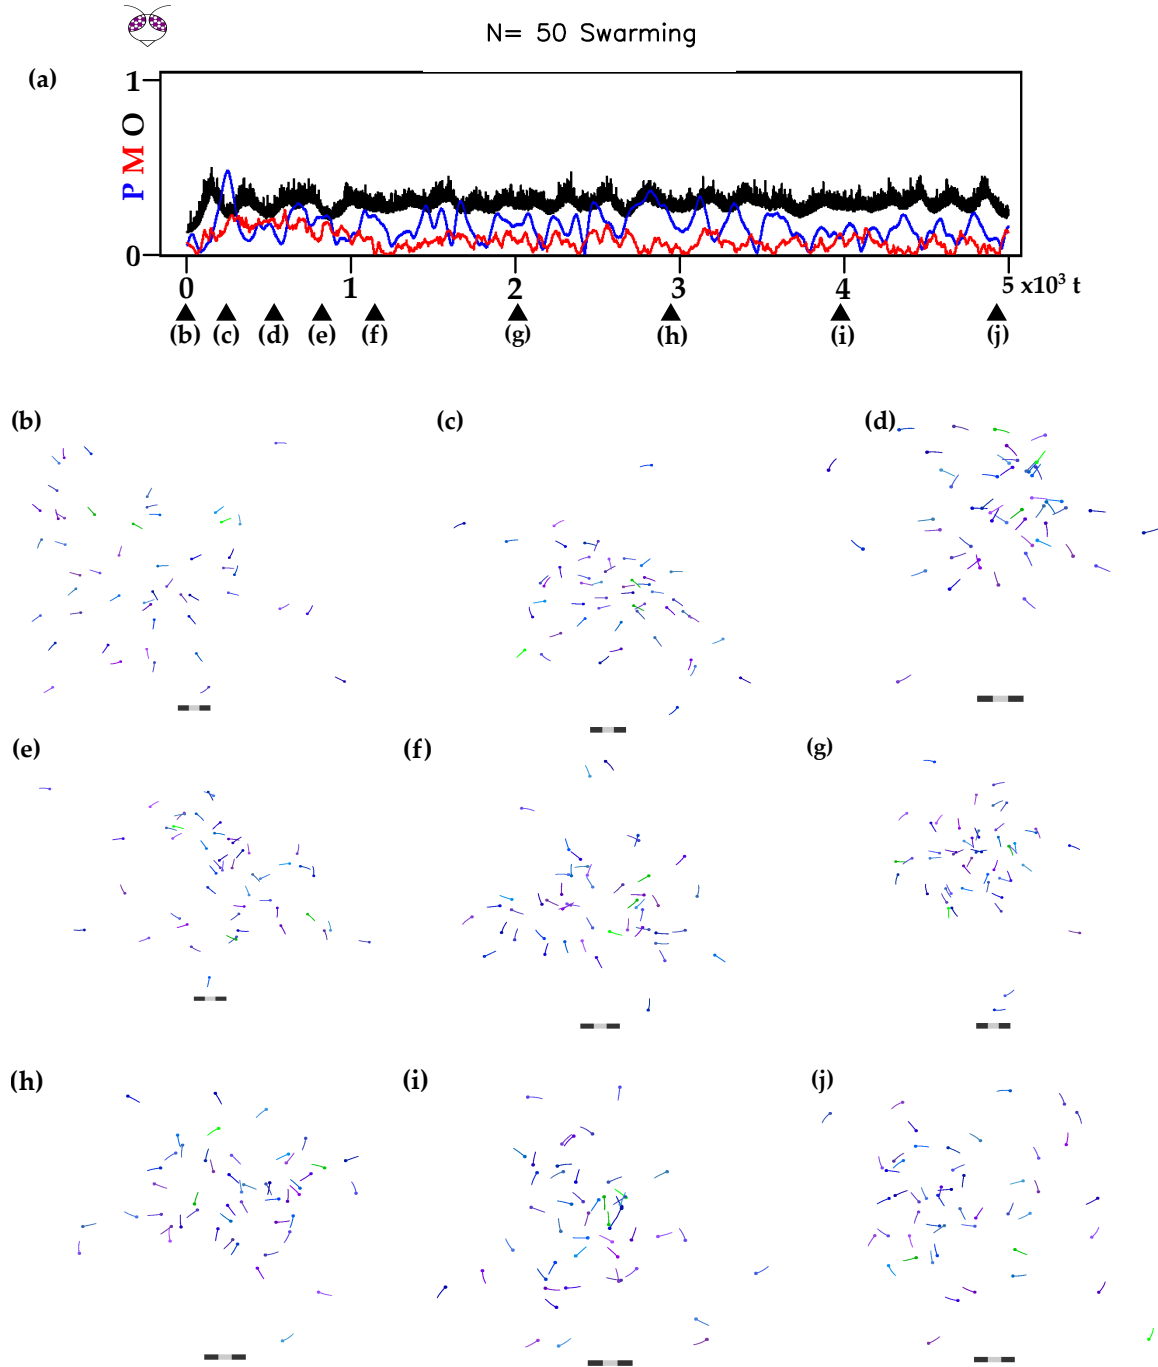 N= 50 Swarming
(a)
1
P M O
0
0 1 2 3 4 5 x10³ t
(b) (c) (d) (e) (f) (g) (h) (i) (j)
(b) (c) (d)
(e) (f) (g)
(h) (i) (j)